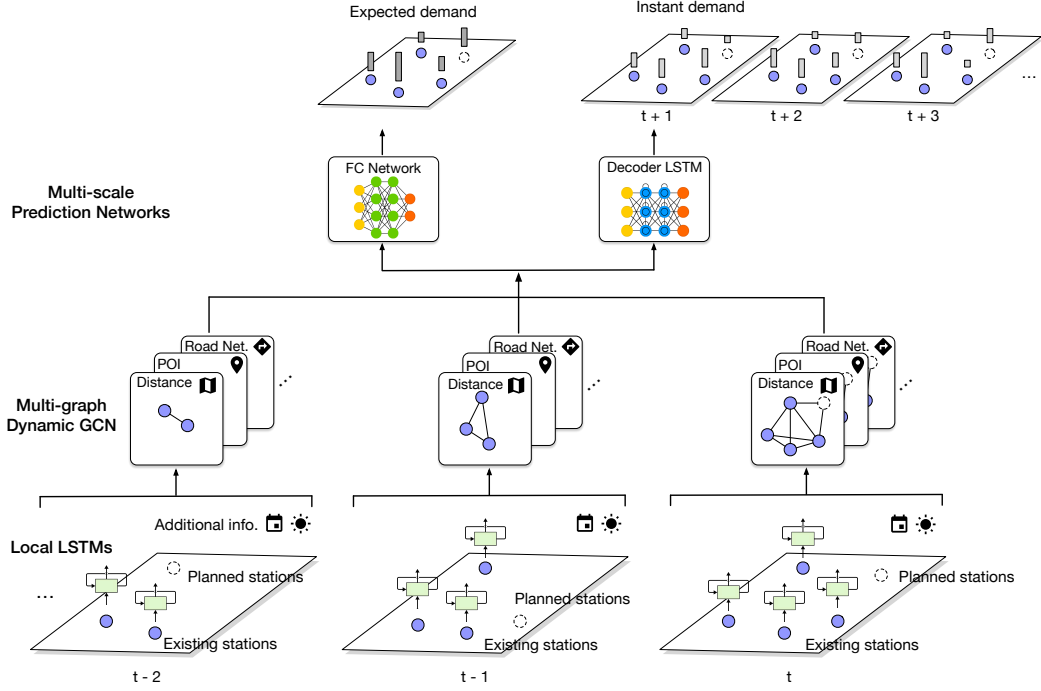 Expected demand
Instant demand
t + 1
t + 2
t + 3
...
FC Network
Decoder LSTM
Multi-scale
Prediction Networks
Road Net.
POI
Distance
...
Road Net.
POI
Distance
...
Road Net.
POI
Distance
...
Multi-graph
Dynamic GCN
Additional info.
Local LSTMs
...
Planned stations
Existing stations
Planned stations
Existing stations
Planned stations
Existing stations
t - 2
t - 1
t